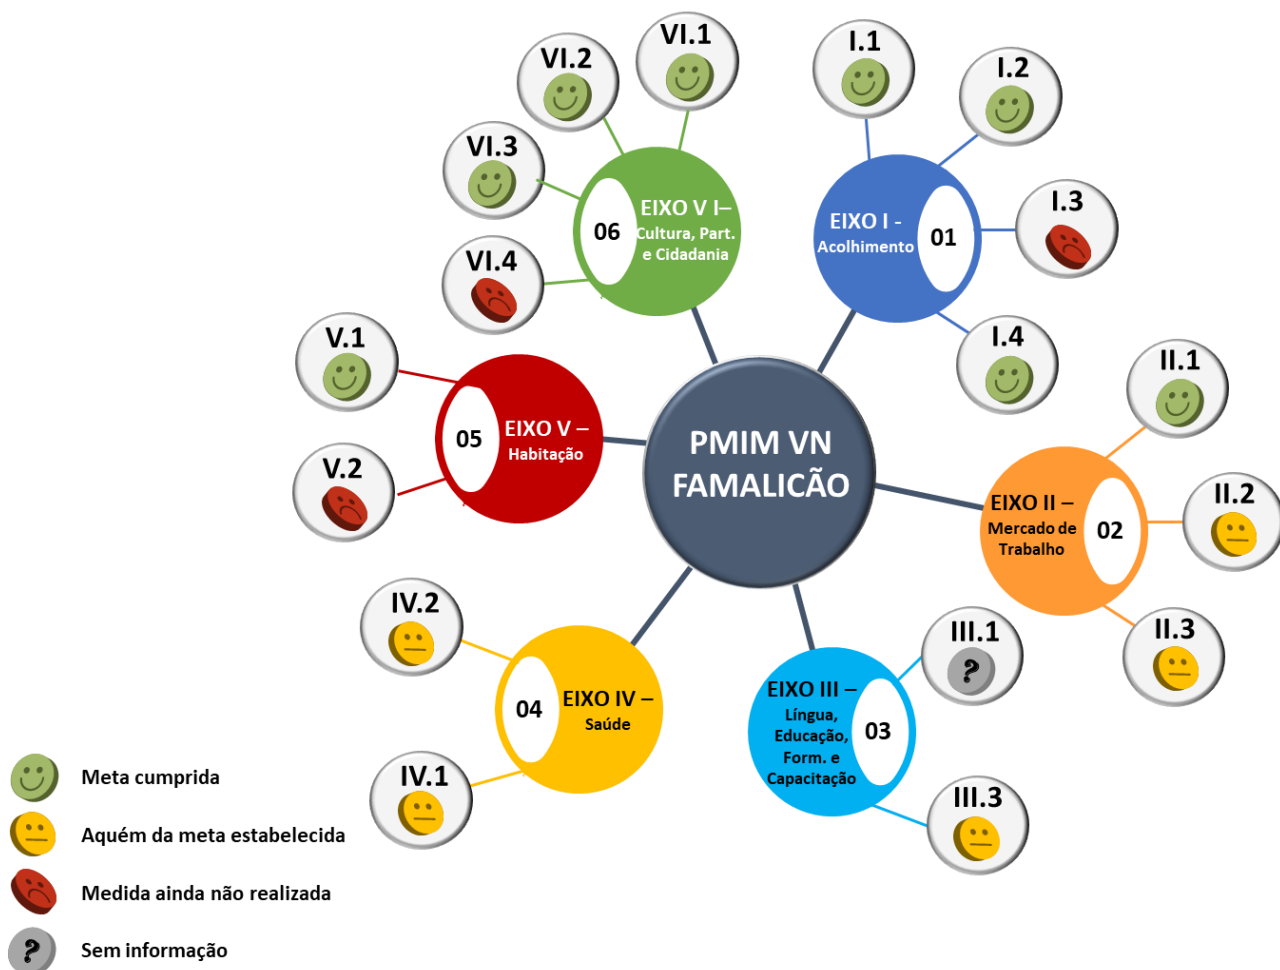 VI.1
VI.2
VI.3
VI.4
EIXO V I–
Cultura, Part.
e Cidadania
06
I.1
I.2
I.3
I.4
EIXO I -
Acolhimento
01
V.1
V.2
EIXO V –
Habitação
05
PMIM VN
FAMALICÃO
II.1
II.2
II.3
EIXO II –
Mercado de
Trabalho
02
IV.2
IV.1
EIXO IV –
Saúde
04
III.1
?
III.3
EIXO III –
Língua,
Educação,
Form. e
Capacitação
03
Meta cumprida
Aquém da meta estabelecida
Medida ainda não realizada
?
Sem informação